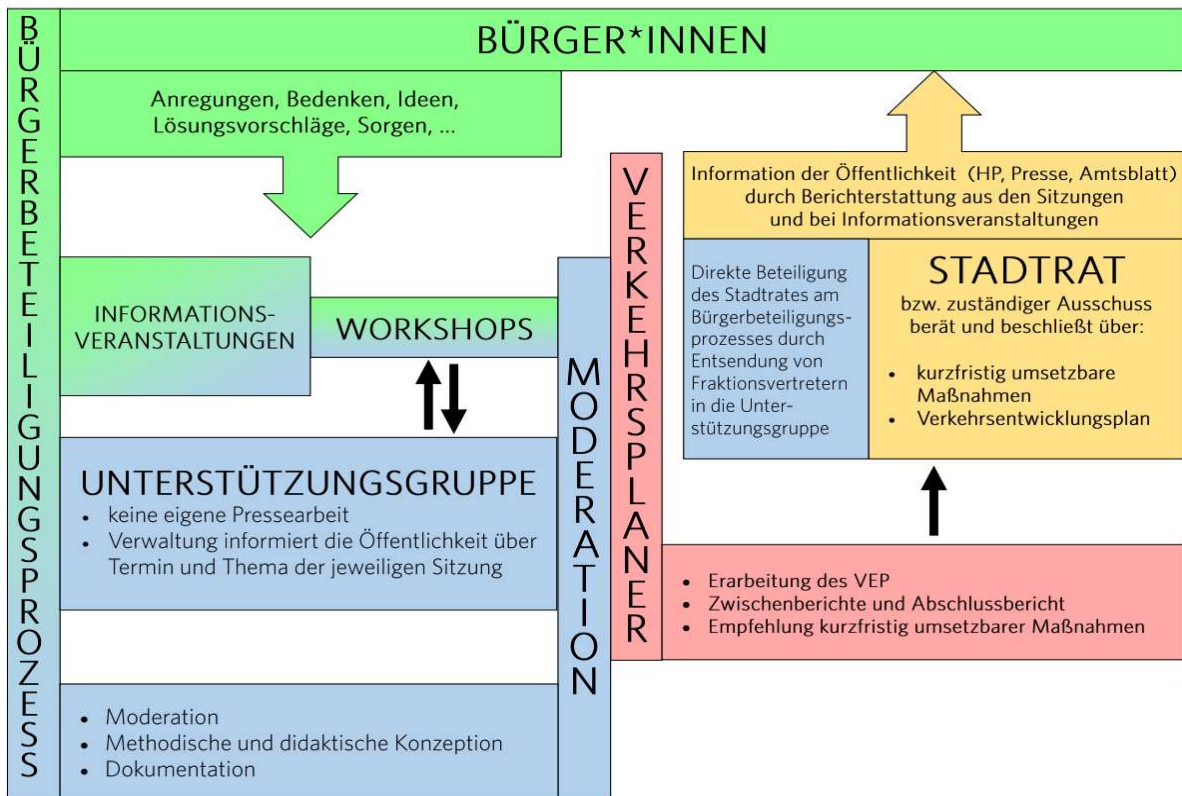 BÜRGERBETEILIGUNGSPROZESS
BÜRGER*INNEN
Anregungen, Bedenken, Ideen,
Lösungsvorschläge, Sorgen, ...
INFORMATIONS-
VERANSTALTUNGEN
WORKSHOPS
UNTERSTÜTZUNGSGRUPPE
• keine eigene Pressearbeit
• Verwaltung informiert die Öffentlichkeit über
Termin und Thema der jeweiligen Sitzung
• Moderation
• Methodische und didaktische Konzeption
• Dokumentation
MODERATION
VERKEHRSPLANER
Information der Öffentlichkeit (HP, Presse, Amtsblatt)
durch Berichterstattung aus den Sitzungen
und bei Informationsveranstaltungen
Direkte Beteiligung
des Stadtrates am
Bürgerbeteiligungs-
prozesses durch
Entsendung von
Fraktionsvertretern
in die Unter-
stützungsgruppe
STADTRAT
bzw. zuständiger Ausschuss
berät und beschließt über:
• kurzfristig umsetzbare
Maßnahmen
• Verkehrsentwicklungsplan
• Erarbeitung des VEP
• Zwischenberichte und Abschlussbericht
• Empfehlung kurzfristig umsetzbarer Maßnahmen